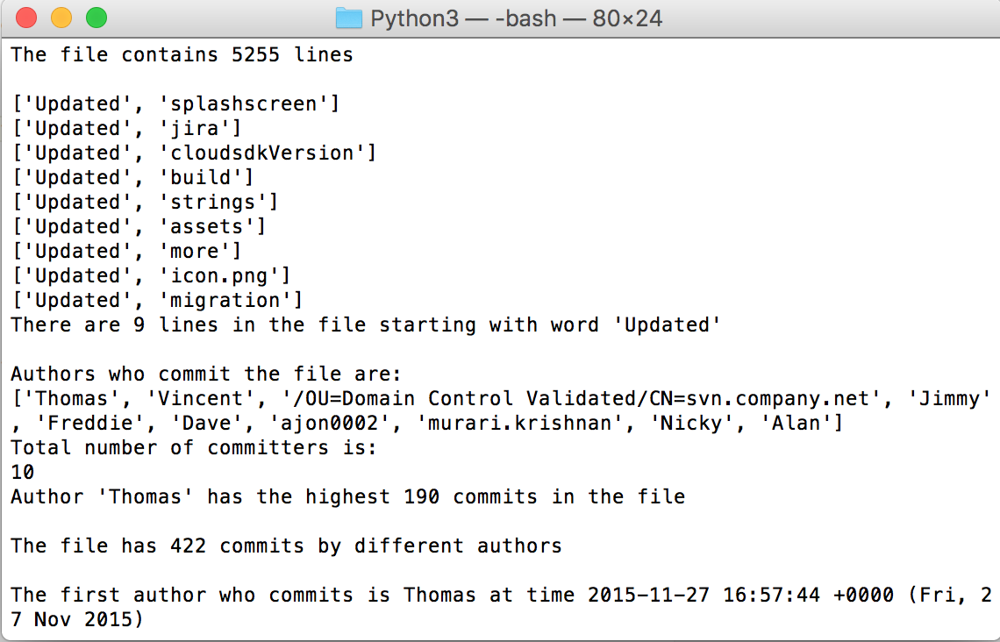 Python3 — -bash — 80×24
The file contains 5255 lines
['Updated', 'splashscreen']
['Updated', 'jira']
['Updated', 'cloudsdkVersion']
['Updated', 'build']
['Updated', 'strings']
['Updated', 'assets']
['Updated', 'more']
['Updated', 'icon.png']
['Updated', 'migration']
There are 9 lines in the file starting with word 'Updated'
Authors who commit the file are:
['Thomas', 'Vincent', '/OU=Domain Control Validated/CN=svn.company.net', 'Jimmy'
, 'Freddie', 'Dave', 'ajon0002', 'murari.krishnan', 'Nicky', 'Alan']
Total number of committers is:
10
Author 'Thomas' has the highest 190 commits in the file
The file has 422 commits by different authors
The first author who commits is Thomas at time 2015-11-27 16:57:44 +0000 (Fri, 2
7 Nov 2015)